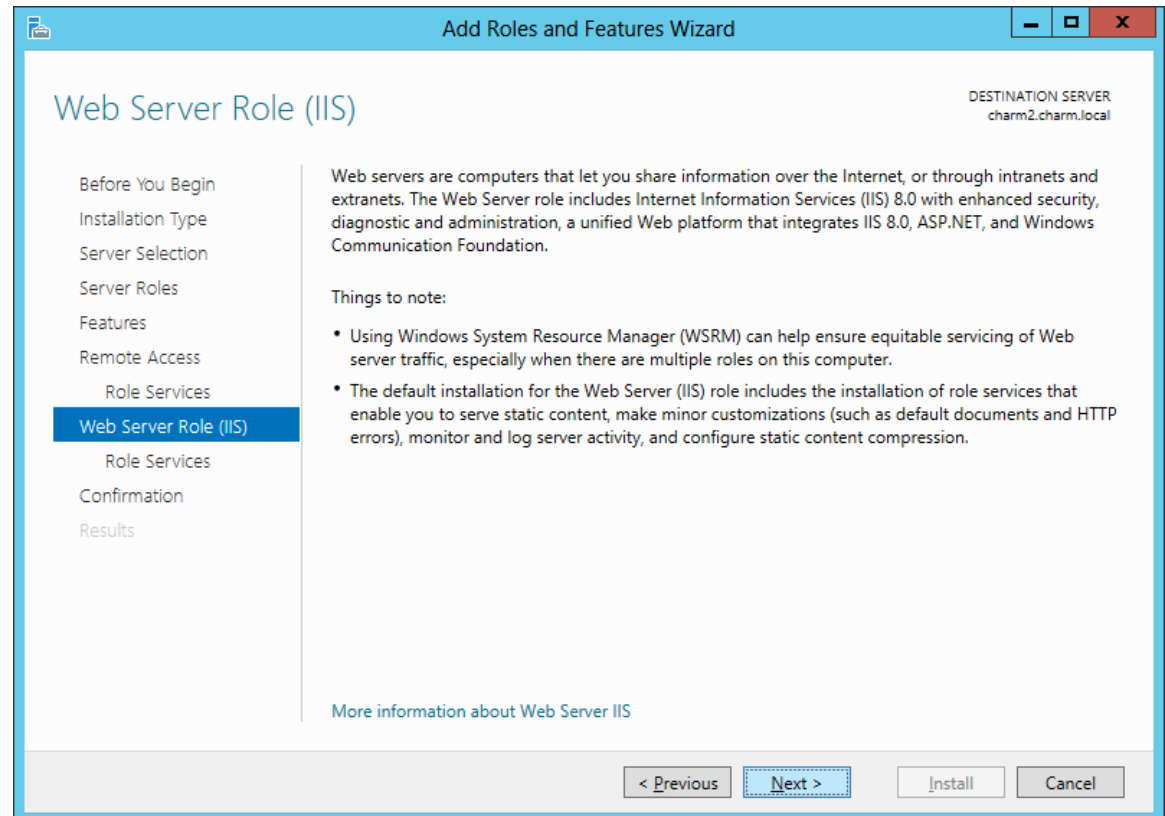 Add Roles and Features Wizard
Web Server Role (IIS)
DESTINATION SERVER
charm2.charm.local
Before You Begin
Installation Type
Server Selection
Server Roles
Features
Remote Access
Role Services
Web Server Role (IIS)
Role Services
Confirmation
Results
Web servers are computers that let you share information over the Internet, or through intranets and
extranets. The Web Server role includes Internet Information Services (IIS) 8.0 with enhanced security,
diagnostic and administration, a unified Web platform that integrates IIS 8.0, ASP.NET, and Windows
Communication Foundation.
Things to note:
• Using Windows System Resource Manager (WSRM) can help ensure equitable servicing of Web
server traffic, especially when there are multiple roles on this computer.
• The default installation for the Web Server (IIS) role includes the installation of role services that
enable you to serve static content, make minor customizations (such as default documents and HTTP
errors), monitor and log server activity, and configure static content compression.
More information about Web Server IIS
< Previous
Next >
Install
Cancel